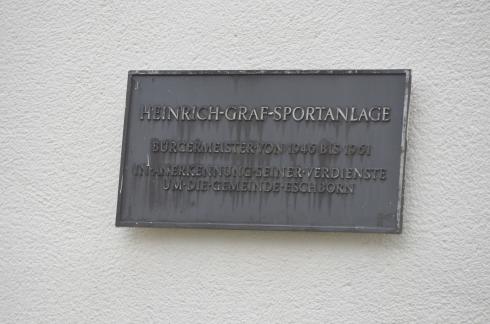 HEINRICH-GRAF-SPORTANLAGE
BÜRGERMEISTER·VON 1946 BIS 1961
IN·ANERKENNUNG·SEINER·VERDIENSTE
UM·DIE·GEMEINDE·ESCHBORN